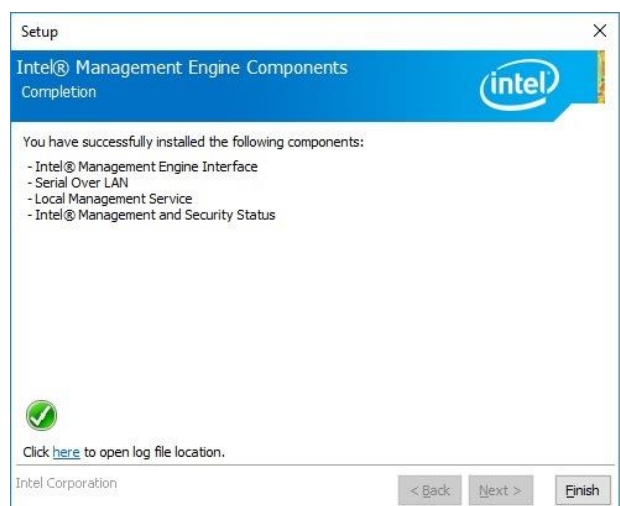 Setup
Intel® Management Engine Components
Completion
intel
You have successfully installed the following components:
- Intel® Management Engine Interface
- Serial Over LAN
- Local Management Service
- Intel® Management and Security Status
Click here to open log file location.
Intel Corporation
< Back Next > Finish